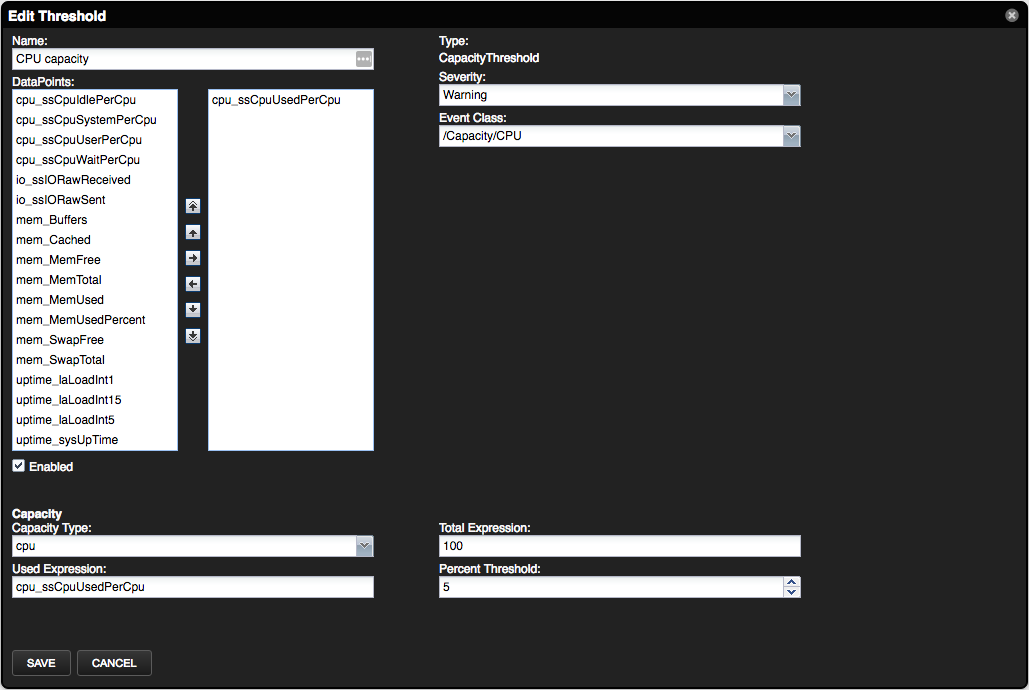 Edit Threshold
Name:
CPU capacity
DataPoints:
cpu_ssCpuIdlePerCpu
cpu_ssCpuSystemPerCpu
cpu_ssCpuUserPerCpu
cpu_ssCpuWaitPerCpu
io_ssIORawReceived
io_ssIORawSent
mem_Buffers
mem_Cached
mem_MemFree
mem_MemTotal
mem_MemUsed
mem_MemUsedPercent
mem_SwapFree
mem_SwapTotal
uptime_laLoadInt1
uptime_laLoadInt15
uptime_laLoadInt5
uptime_sysUpTime
cpu_ssCpuUsedPerCpu
Enabled
Type:
CapacityThreshold
Severity:
Warning
Event Class:
/Capacity/CPU
Capacity
Capacity Type:
cpu
Used Expression:
cpu_ssCpuUsedPerCpu
Total Expression:
100
Percent Threshold:
5
SAVE
CANCEL